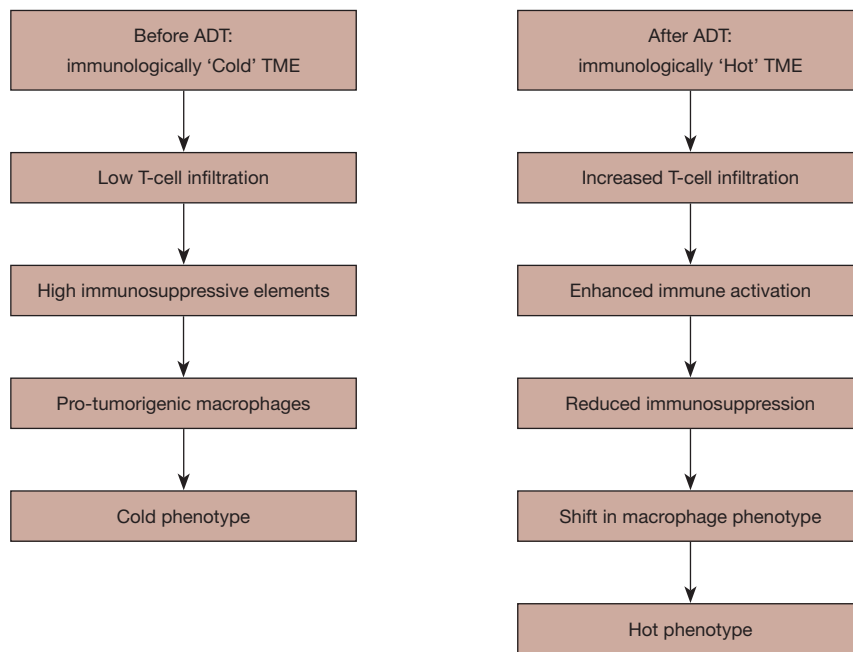 Before ADT:
immunologically ‘Cold’ TME
Low T-cell infiltration
High immunosuppressive elements
Pro-tumorigenic macrophages
Cold phenotype
After ADT:
immunologically ‘Hot’ TME
Increased T-cell infiltration
Enhanced immune activation
Reduced immunosuppression
Shift in macrophage phenotype
Hot phenotype